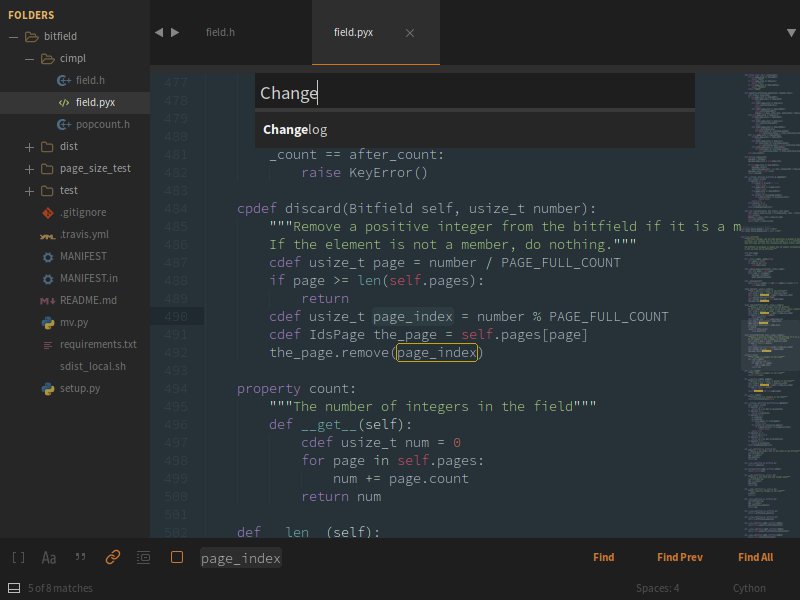 FOLDERS
bitfield
cimpl
field.h
field.pyx
popcount.h
dist
page_size_test
test
.gitignore
.travis.yml
MANIFEST
MANIFEST.in
README.md
mv.py
requirements.txt
sdist_local.sh
setup.py
field.h
field.pyx
Change
Changelog
477
478
479
480
481 _count == after_count:
482 raise KeyError()
483
484 cpdef discard(Bitfield self, usize_t number):
485 """Remove a positive integer from the bitfield if it is a m
486 If the element is not a member, do nothing."""
487 cdef usize_t page = number / PAGE_FULL_COUNT
488 if page >= len(self.pages):
489 return
490 cdef usize_t page_index = number % PAGE_FULL_COUNT
491 cdef IdsPage the_page = self.pages[page]
492 the_page.remove(page_index)
493
494 property count:
495 """The number of integers in the field"""
496 def __get__(self):
497 cdef usize_t num = 0
498 for page in self.pages:
499 num += page.count
500 return num
501
502 def __len__(self):
[ ] Aa ” page_index Find Find Prev Find All
5 of 8 matches Spaces: 4 Cython